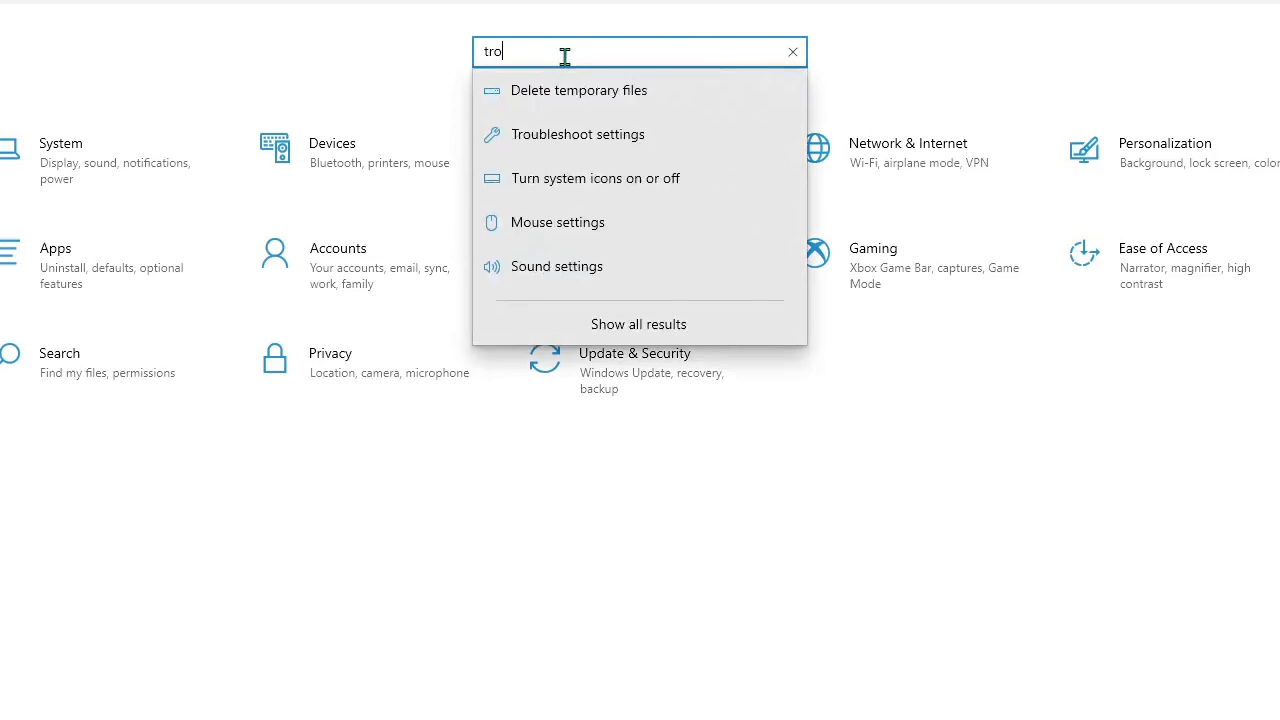 tro
Delete temporary files
Troubleshoot settings
Turn system icons on or off
Mouse settings
Sound settings
Show all results
System
Display, sound, notifications,
power
Devices
Bluetooth, printers, mouse
Network & Internet
Wi-Fi, airplane mode, VPN
Personalization
Background, lock screen, color
Apps
Uninstall, defaults, optional
features
Accounts
Your accounts, email, sync,
work, family
Gaming
Xbox Game Bar, captures, Game
Mode
Ease of Access
Narrator, magnifier, high
contrast
Search
Find my files, permissions
Privacy
Location, camera, microphone
Update & Security
Windows Update, recovery,
backup